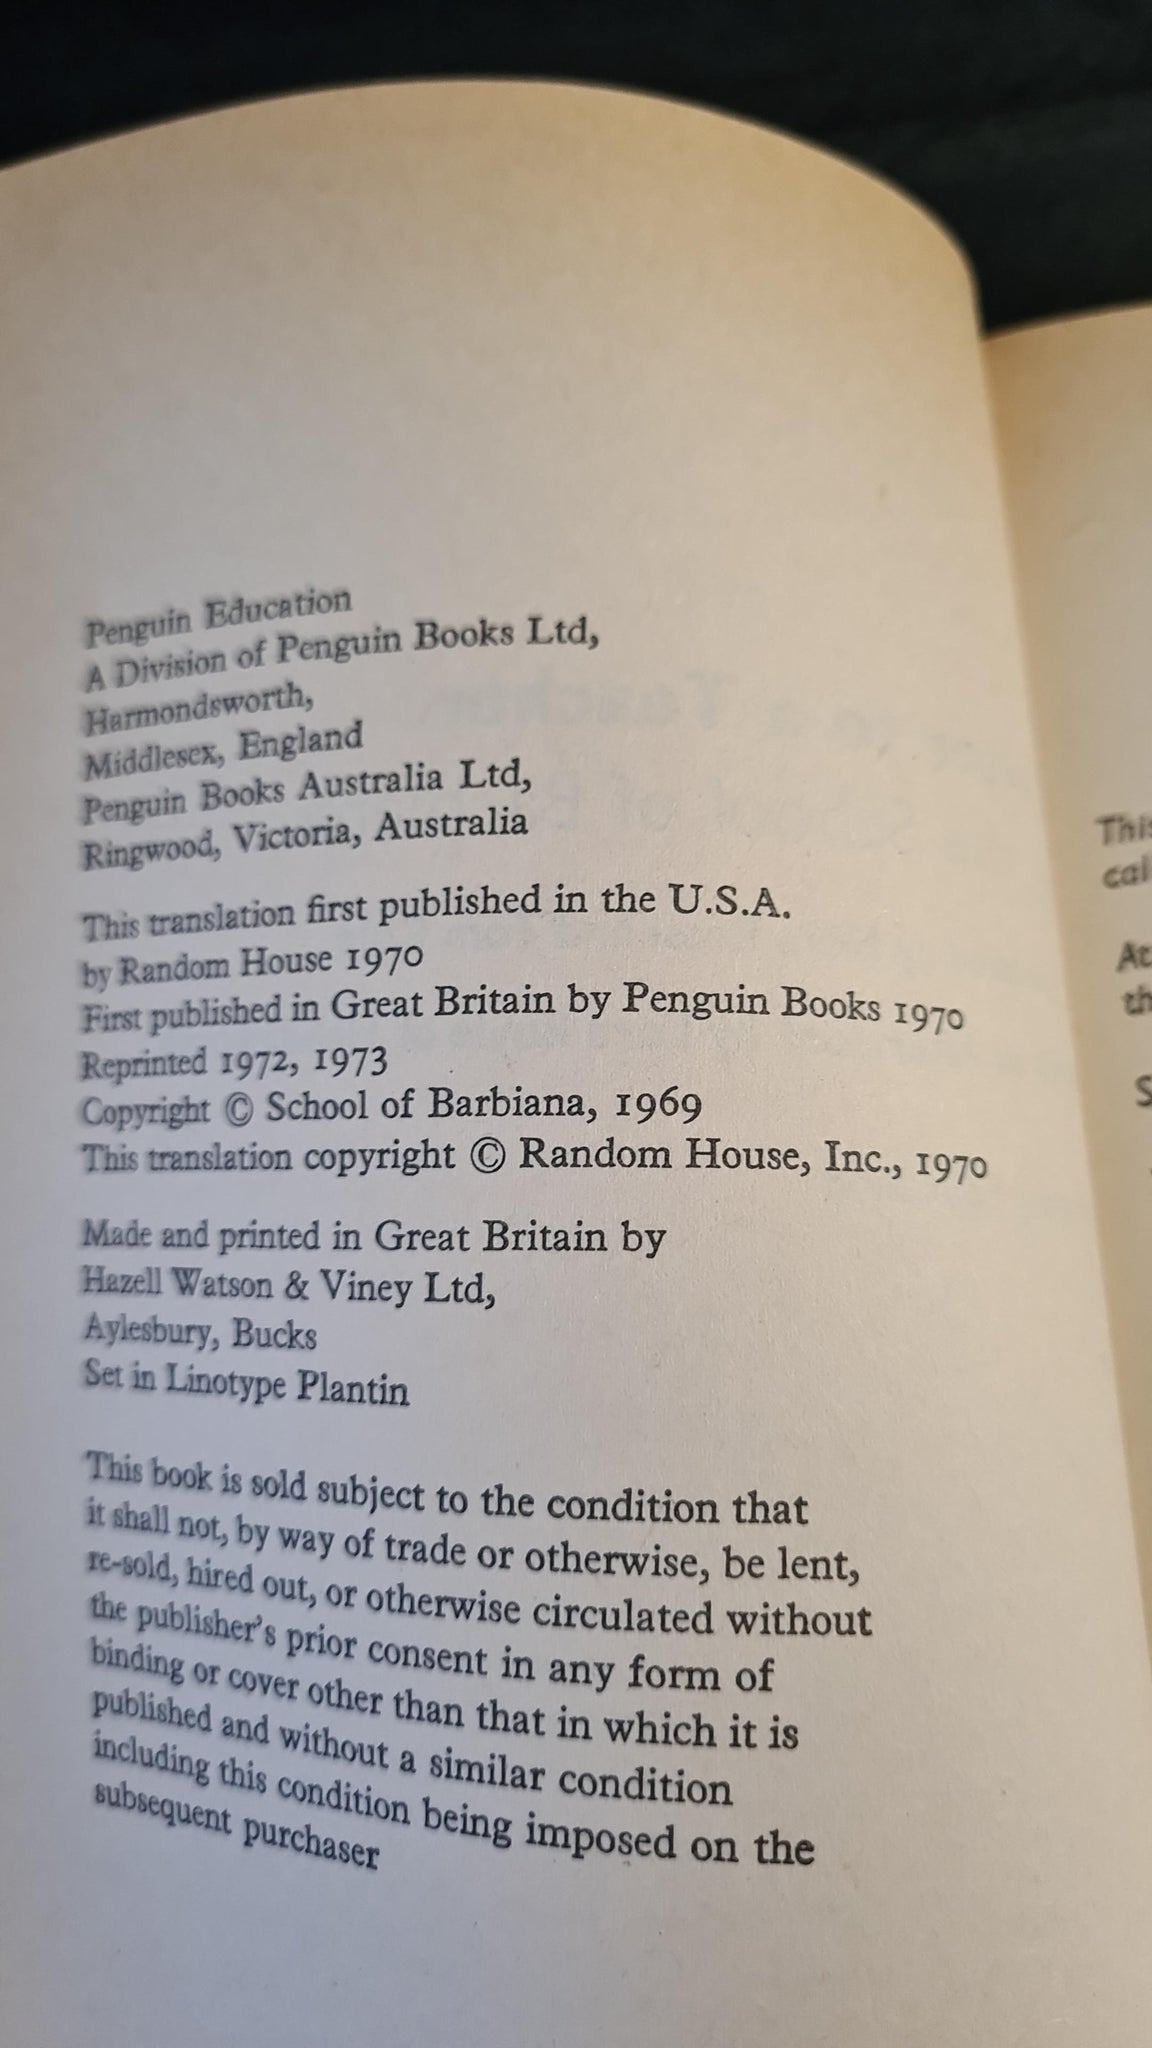 Penguin Education
A Division of Penguin Books Ltd,
Harmondsworth,
Middlesex, England
Penguin Books Australia Ltd,
Ringwood, Victoria, Australia
This translation first published in the U.S.A.
by Random House 1970
First published in Great Britain by Penguin Books 1970
Reprinted 1972, 1973
Copyright © School of Barbiana, 1969
This translation copyright © Random House, Inc., 1970
Made and printed in Great Britain by
Hazell Watson & Viney Ltd,
Aylesbury, Bucks
Set in Linotype Plantin
This book is sold subject to the condition that
it shall not, by way of trade or otherwise, be lent,
re-sold, hired out, or otherwise circulated without
the publisher's prior consent in any form of
binding or cover other than that in which it is
published and without a similar condition
including this condition being imposed on the
subsequent purchaser
This
cal
At
th
S